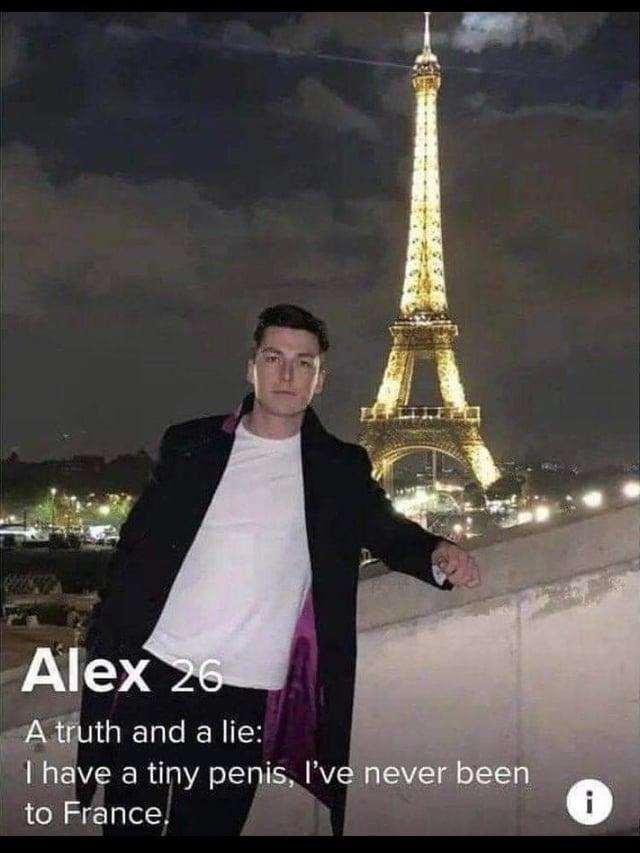 Alex 26
A truth and a lie:
I have a tiny penis, I've never been
to France.
i